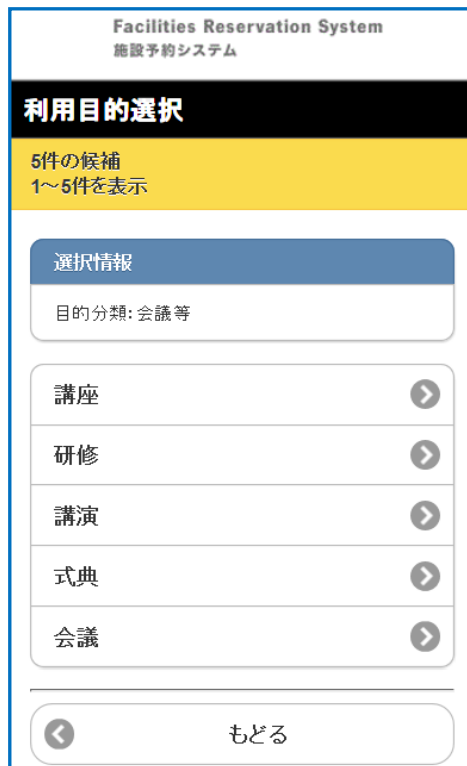 Facilities Reservation System
施設予約システム
利用目的選択
5件の候補
1～5件を表示
選択情報
目的分類:会議等
講座
研修
講演
式典
会議
もどる